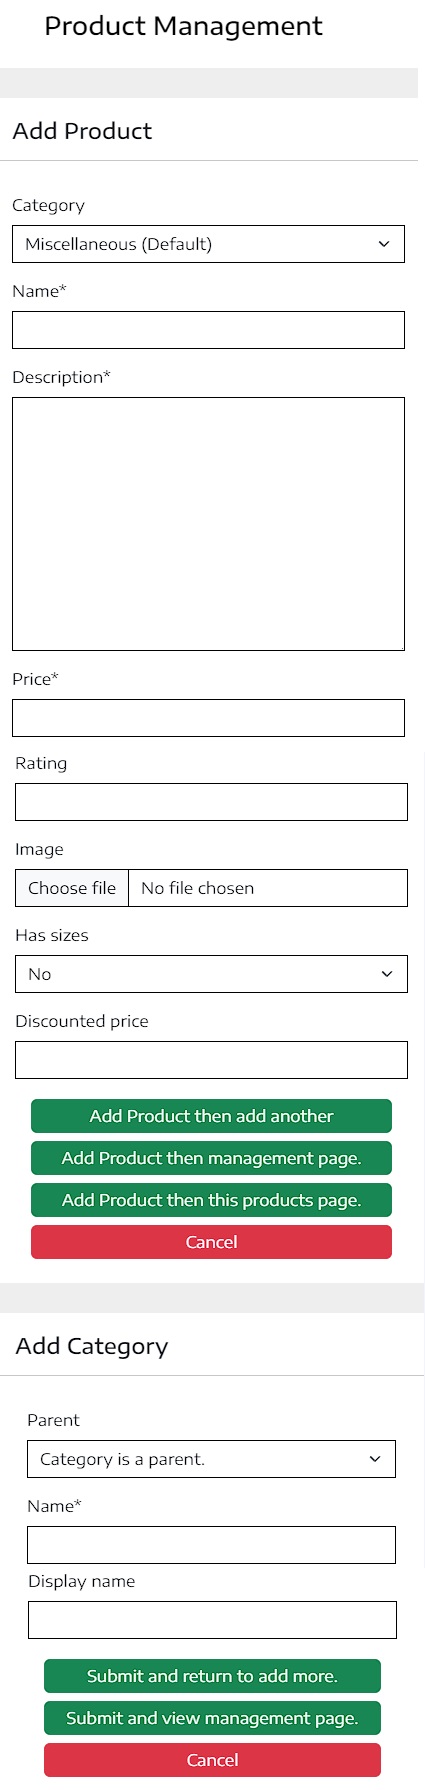 Product Management
Add Product
Category
Miscellaneous (Default)
Name*
Description*
Price*
Rating
Image
Choose file No file chosen
Has sizes
No
Discounted price
Add Product then add another
Add Product then management page.
Add Product then this products page.
Cancel
Add Category
Parent
Category is a parent.
Name*
Display name
Submit and return to add more.
Submit and view management page.
Cancel